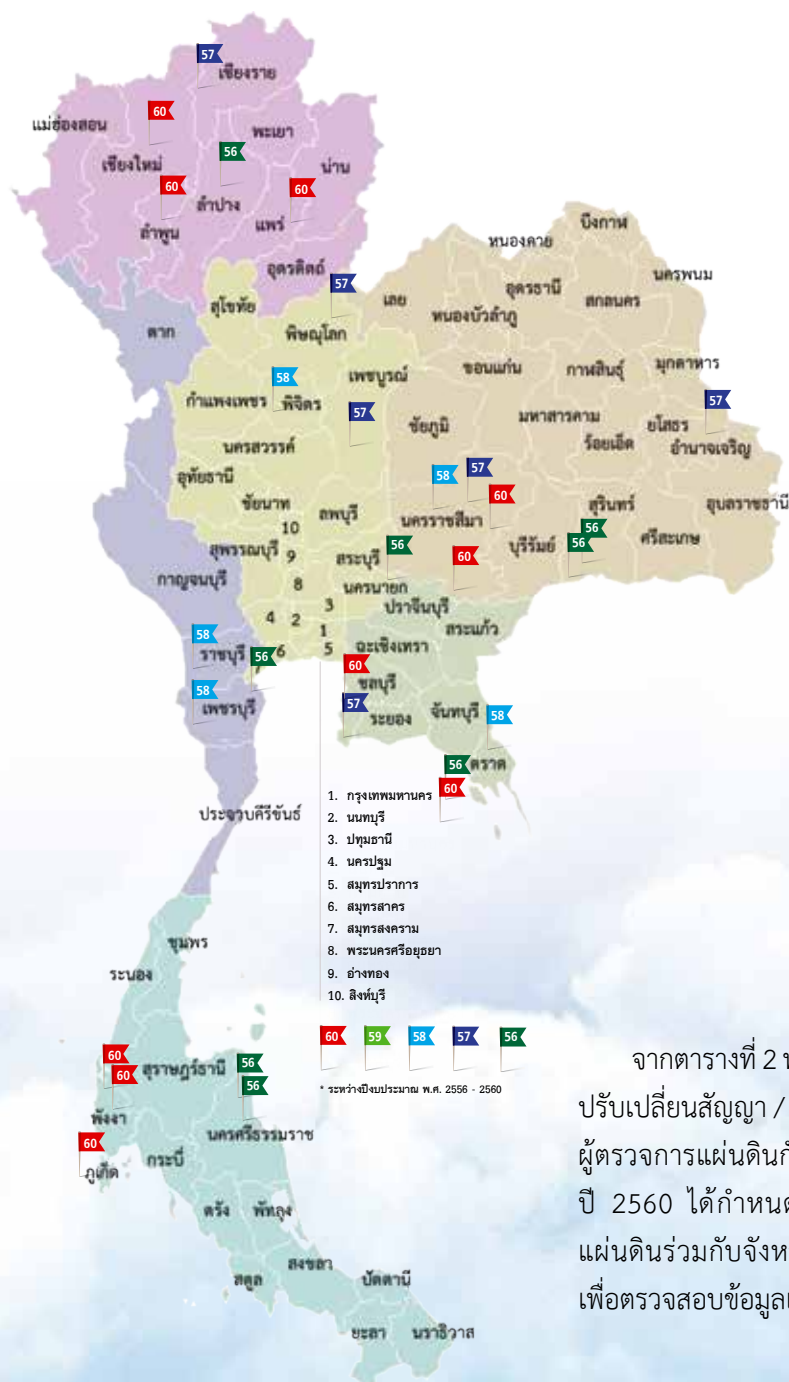 57
เชียงราย
60
แม่ฮ่องสอน
พะเยา
56
เชียงใหม่
น่าน
60
60
ลำปาง
แพร่
ลำพูน
บึงกาฬ
หนองคาย
อุตรดิตถ์
นครพนม
57
เลย
อุดรธานี
สกลนคร
สุโขทัย
หนองบัวลำภู
ตาก
พิษณุโลก
ขอนแก่น
กาฬสินธุ์
มุกดาหาร
58
เพชรบูรณ์
57
กำแพงเพชร
พิจิตร
57
ชัยภูมิ
มหาสารคาม
ยโสธร
ร้อยเอ็ด
อำนาจเจริญ
นครสวรรค์
อุทัยธานี
58
57
60
ชัยนาท
ลพบุรี
นครราชสีมา
สุรินทร์
อุบลราชธานี
10
56
สุพรรณบุรี
9
สระบุรี
56
60
บุรีรัมย์
56
ศรีสะเกษ
กาญจนบุรี
8
นครนายก
3
ปราจีนบุรี
4
2
1
สระแก้ว
58
ราชบุรี
56
6
5
ฉะเชิงเทรา
7
60
ชลบุรี
58
เพชรบุรี
57
ระยอง
จันทบุรี
58
56
ตราด
60
ประจวบคีรีขันธ์
1. กรุงเทพมหานคร
2. นนทบุรี
3. ปทุมธานี
4. นครปฐม
5. สมุทรปราการ
6. สมุทรสาคร
7. สมุทรสงคราม
8. พระนครศรีอยุธยา
9. อ่างทอง
10. สิงห์บุรี
ชุมพร
ระนอง
60 59 58 57 56
* ระหว่างปีงบประมาณ พ.ศ. 2556 - 2560
60
60
สุราษฎร์ธานี
56
56
พังงา
นครศรีธรรมราช
60
ภูเก็ต
กระบี่
ตรัง
พัทลุง
สงขลา
สตูล
ปัตตานี
ยะลา
นราธิวาส
จากตารางที่ 2
ปรับเปลี่ยนสัญญา /
ผู้ตรวจการแผ่นดิน
ปี 2560 ได้กำหนด
แผ่นดินร่วมกับจังห
เพื่อตรวจสอบข้อมูล